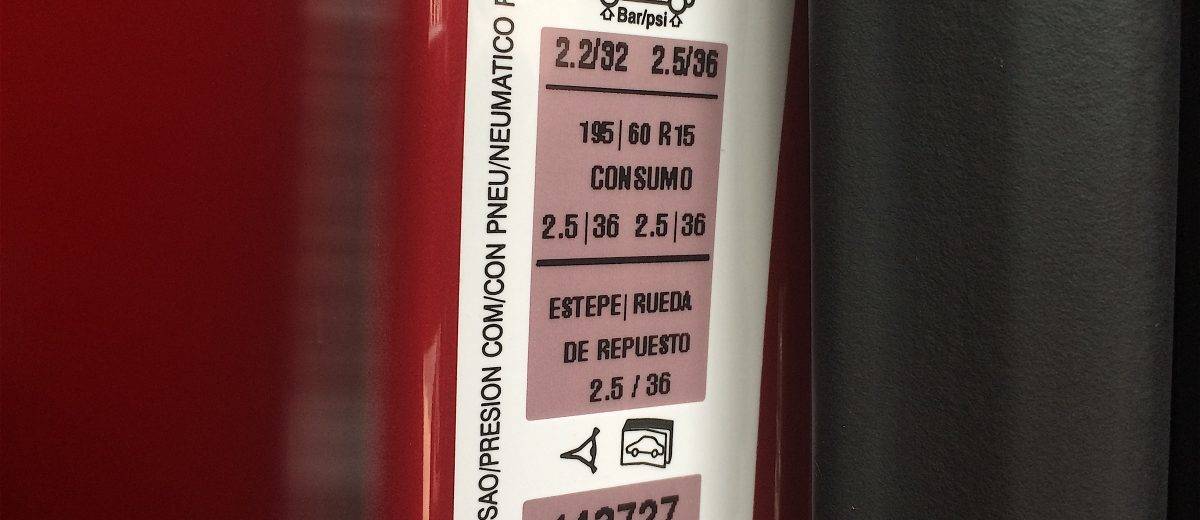 Bar/psi
2.2/32 2.5/36
195|60 R15
CONSUMO
2.5|36 2.5|36
ESTEPE|RUEDA
DE REPUESTO
2.5 / 36
PRESION COM/CON PNEU/NEUMATICO